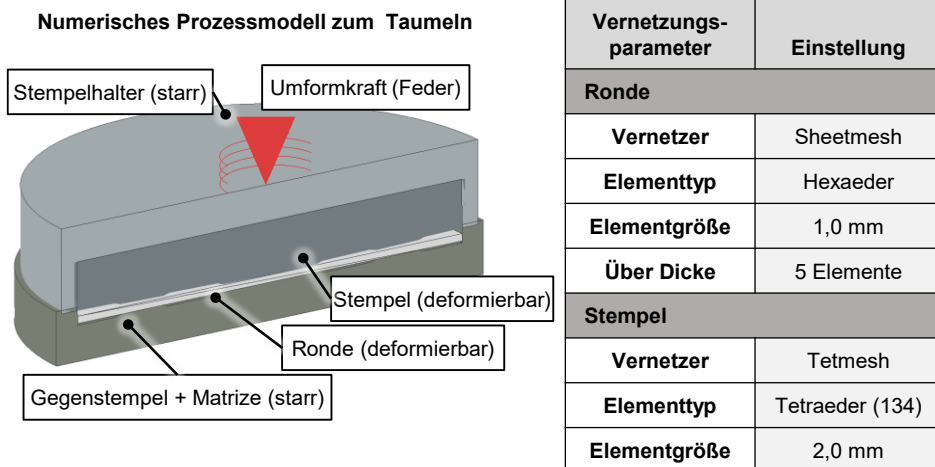 Numerisches Prozessmodell zum Taumeln
Stempelhalter (starr)
Umformkraft (Feder)
Stempel (deformierbar)
Ronde (deformierbar)
Gegenstempel + Matrize (starr)
Vernetzungs-
parameter
Einstellung
Ronde
Vernetzer Sheetmesh
Elementtyp Hexaeder
Elementgröße 1,0 mm
Über Dicke 5 Elemente
Stempel
Vernetzer Tetmesh
Elementtyp Tetraeder (134)
Elementgröße 2,0 mm